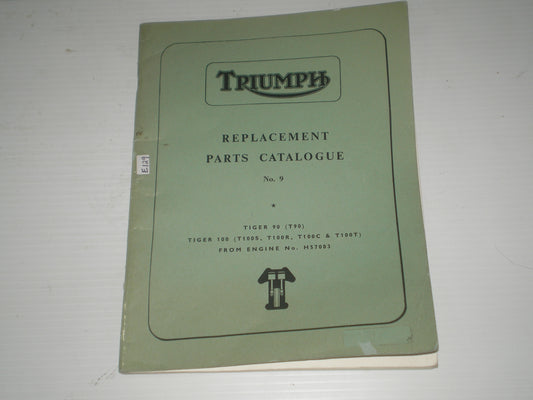 TRIUMPH
REPLACEMENT
PARTS CATALOGUE
No. 9
E129
TIGER 90 (T90)
TIGER 100 (T100S, T100R, T100C & T100T)
FROM ENGINE No. H57083